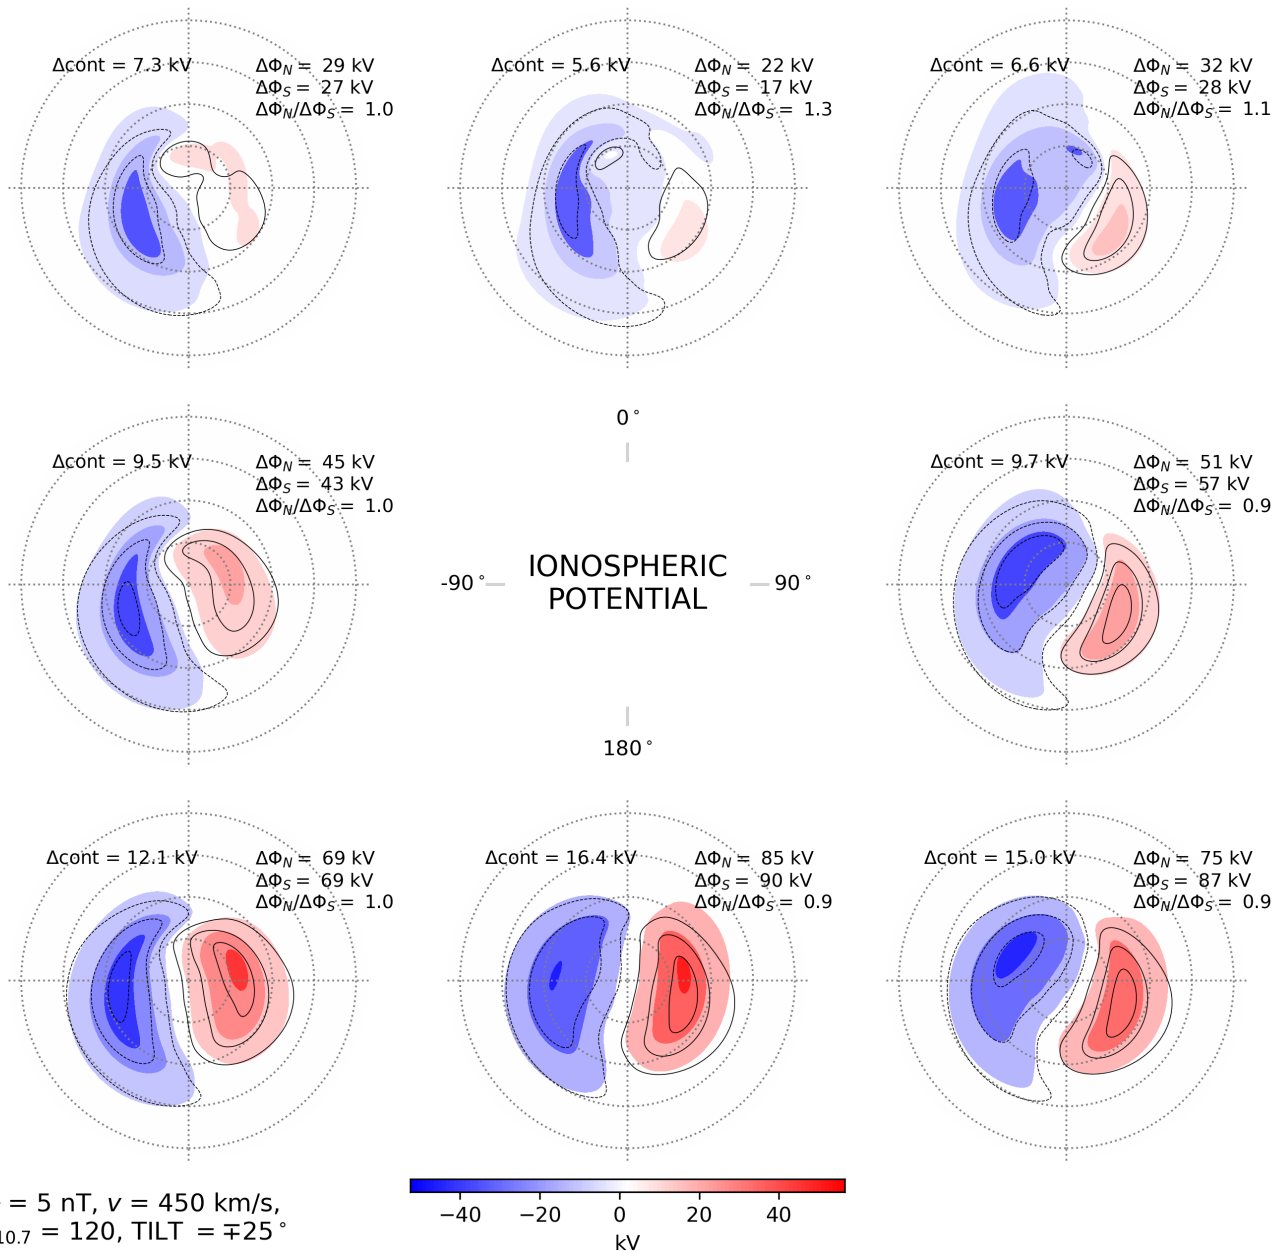 Δcont = 7.3 kV
ΔΦN = 29 kV
ΔΦS = 27 kV
ΔΦN/ΔΦS = 1.0
Δcont = 5.6 kV
ΔΦN = 22 kV
ΔΦS = 17 kV
ΔΦN/ΔΦS = 1.3
Δcont = 6.6 kV
ΔΦN = 32 kV
ΔΦS = 28 kV
ΔΦN/ΔΦS = 1.1
Δcont = 9.5 kV
ΔΦN = 45 kV
ΔΦS = 43 kV
ΔΦN/ΔΦS = 1.0
0°
-90°
IONOSPHERIC
POTENTIAL
90°
180°
Δcont = 9.7 kV
ΔΦN = 51 kV
ΔΦS = 57 kV
ΔΦN/ΔΦS = 0.9
Δcont = 12.1 kV
ΔΦN = 69 kV
ΔΦS = 69 kV
ΔΦN/ΔΦS = 1.0
Δcont = 16.4 kV
ΔΦN = 85 kV
ΔΦS = 90 kV
ΔΦN/ΔΦS = 0.9
Δcont = 15.0 kV
ΔΦN = 75 kV
ΔΦS = 87 kV
ΔΦN/ΔΦS = 0.9
= 5 nT, v = 450 km/s,
10.7 = 120, TILT = ∓25°
−40 −20 0 20 40
kV